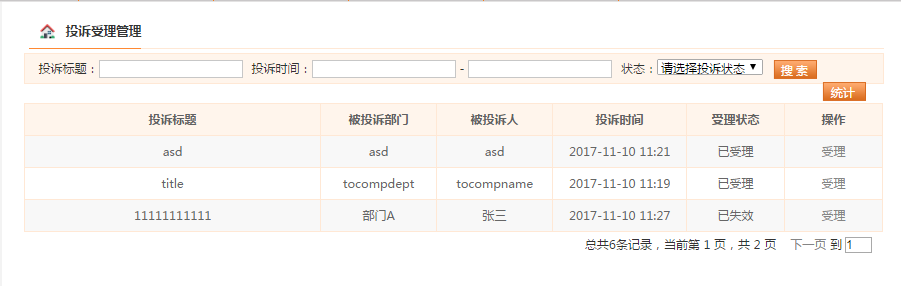 投诉受理管理
投诉标题： 投诉时间： - 状态： 请选择投诉状态 搜 索
统计
投诉标题 被投诉部门 被投诉人 投诉时间 受理状态 操作
asd asd asd 2017-11-10 11:21 已受理 受理
title tocompdept tocompname 2017-11-10 11:19 已受理 受理
11111111111 部门A 张三 2017-11-10 11:27 已失效 受理
总共6条记录，当前第 1 页，共 2 页 下一页 到 1